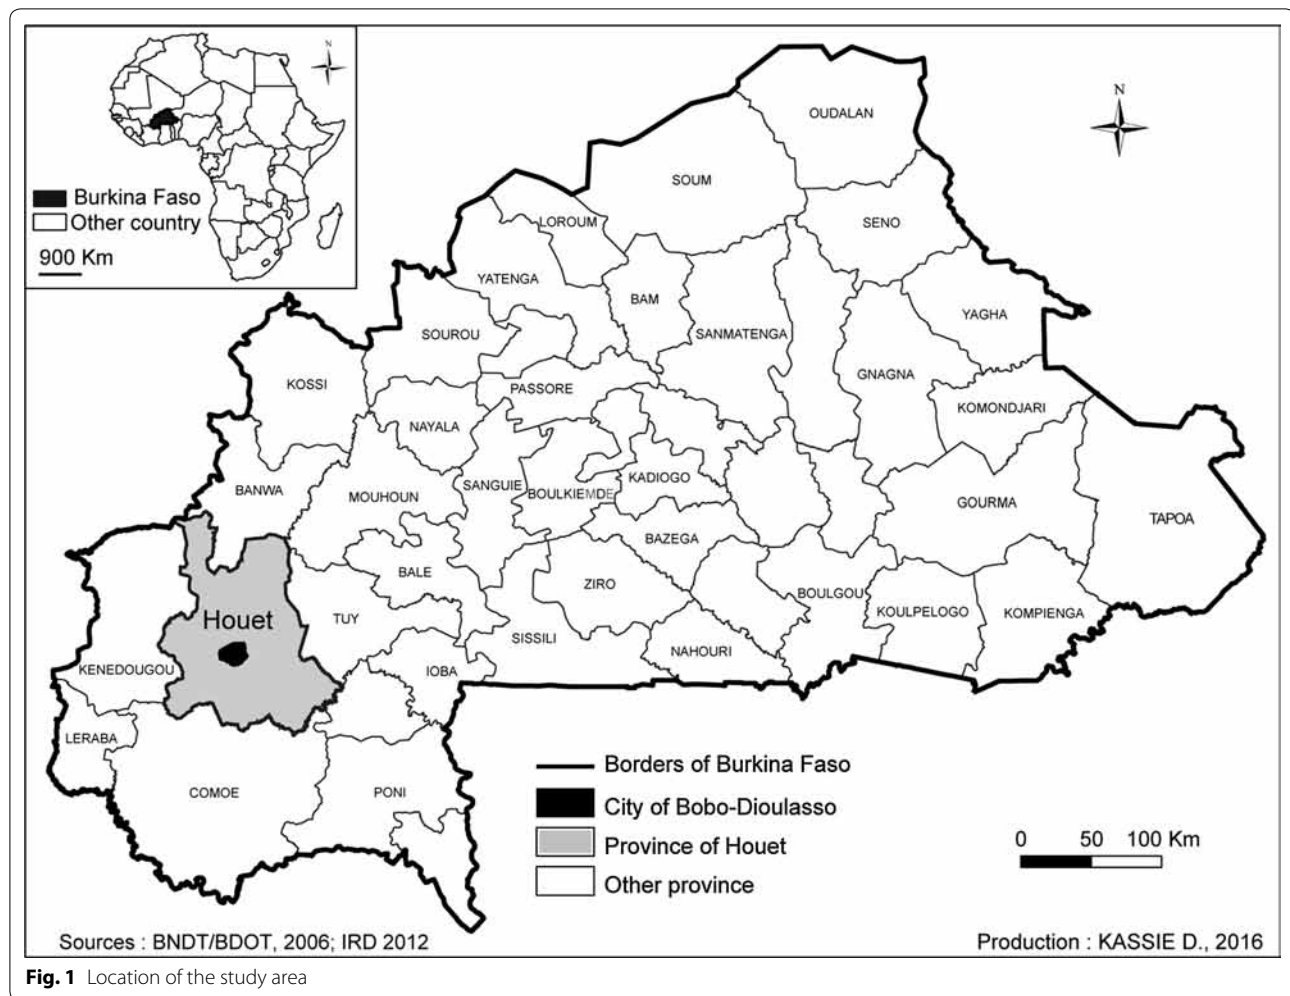 N
Burkina Faso
Other country
900 Km
N
OUDALAN
SOUM
LOROUM
SENO
YATENGA
BAM
YAGHA
SOUROU
SANMATENGA
KOSSI
PASSORE
GNAGNA
KOMONDJARI
NAYALA
BANWA
MOUHOUN
SANGUIE
BOULKIEMDE
KADIOGO
GOURMA
TAPOA
BAZEGA
BALE
ZIRO
BOULGOU
KOULPELOGO
KOMPIENGA
Houet
TUY
SISSILI
NAHOURI
KENEDOUGOU
IOBA
LERABA
COMOE
PONI
Borders of Burkina Faso
City of Bobo-Dioulasso
Province of Houet
Other province
0 50 100 Km
Sources : BNDT/BDOT, 2006; IRD 2012
Production : KASSIE D., 2016
Fig. 1 Location of the study area